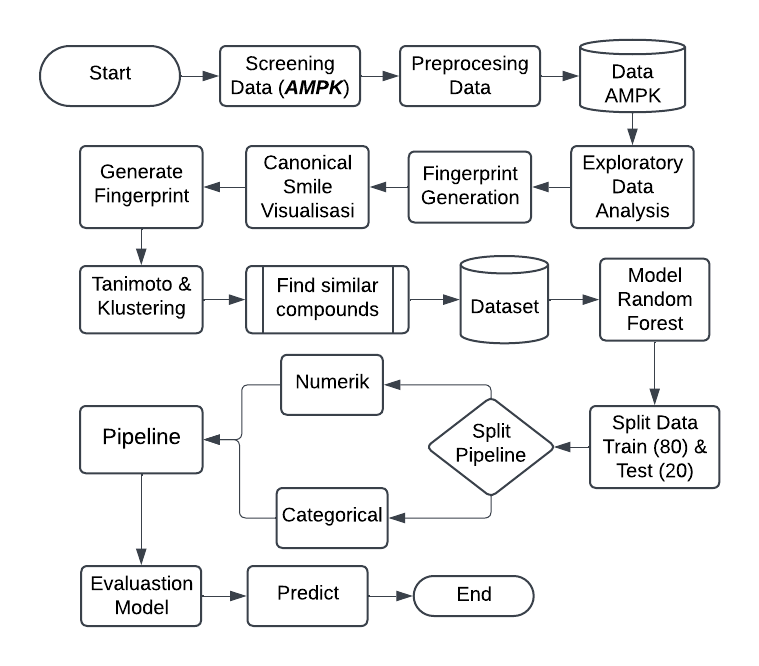 Start
Screening
Data (AMPK)
Preprocesing
Data
Data
AMPK
Exploratory
Data
Analysis
Fingerprint
Generation
Canonical
Smile
Visualisasi
Generate
Fingerprint
Tanimoto &
Klustering
Find similar
compounds
Dataset
Model
Random
Forest
Split Data
Train (80) &
Test (20)
Split
Pipeline
Numerik
Categorical
Pipeline
Evaluastion
Model
Predict
End